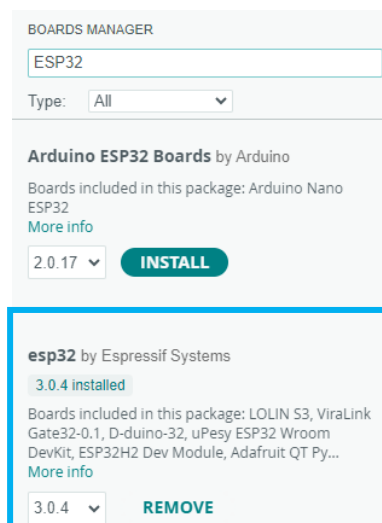 BOARDS MANAGER
ESP32
Type: All
Arduino ESP32 Boards by Arduino
Boards included in this package: Arduino Nano
ESP32
More info
2.0.17 INSTALL
esp32 by Espressif Systems
3.0.4 installed
Boards included in this package: LOLIN S3, ViraLink
Gate32-0.1, D-duino-32, uPesy ESP32 Wroom
DevKit, ESP32H2 Dev Module, Adafruit QT Py...
More info
3.0.4 REMOVE